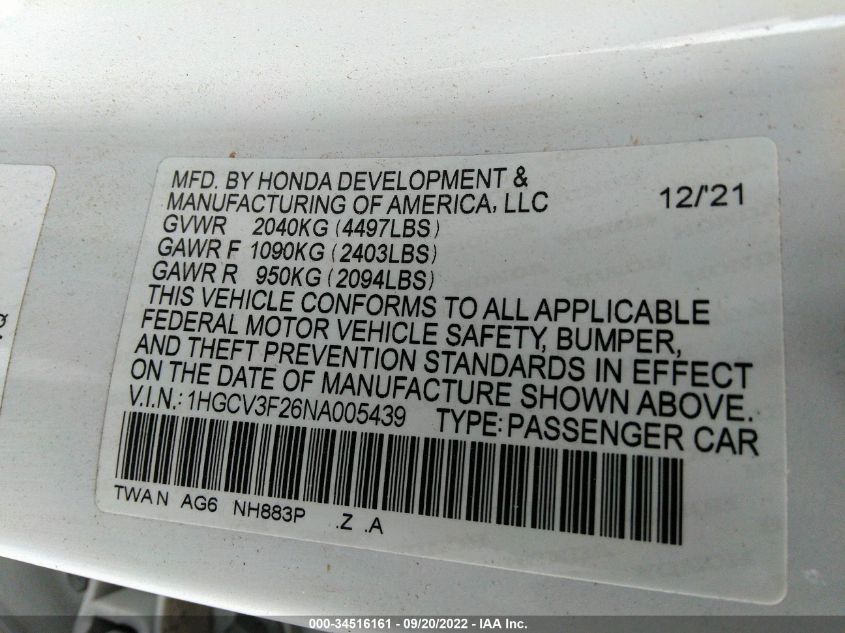 MFD. BY HONDA DEVELOPMENT &
MANUFACTURING OF AMERICA, LLC 12/'21
GVWR 2040KG (4497LBS)
GAWR F 1090KG (2403LBS)
GAWR R 950KG (2094LBS)
THIS VEHICLE CONFORMS TO ALL APPLICABLE
FEDERAL MOTOR VEHICLE SAFETY, BUMPER,
AND THEFT PREVENTION STANDARDS IN EFFECT
ON THE DATE OF MANUFACTURE SHOWN ABOVE.
V.I.N.: 1HGCV3F26NA005439 TYPE: PASSENGER CAR
TWA N AG6 NH883P .Z .A
000-34516161 - 09/20/2022 - IAA Inc.